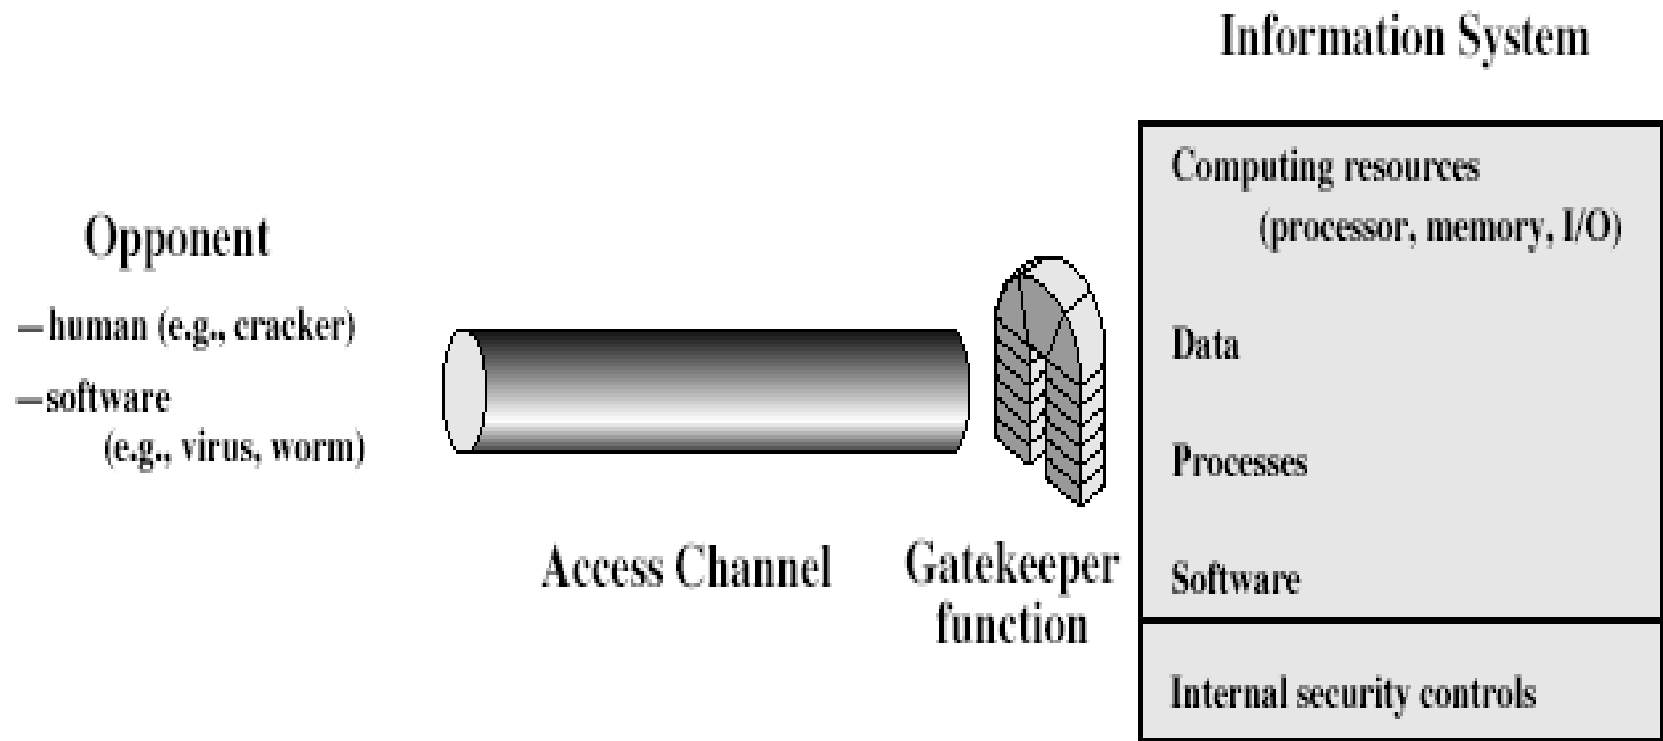 Information System
Opponent
—human (e.g., cracker)
—software
(e.g., virus, worm)
Access Channel
Gatekeeper
function
Computing resources
(processor, memory, I/O)
Data
Processes
Software
Internal security controls